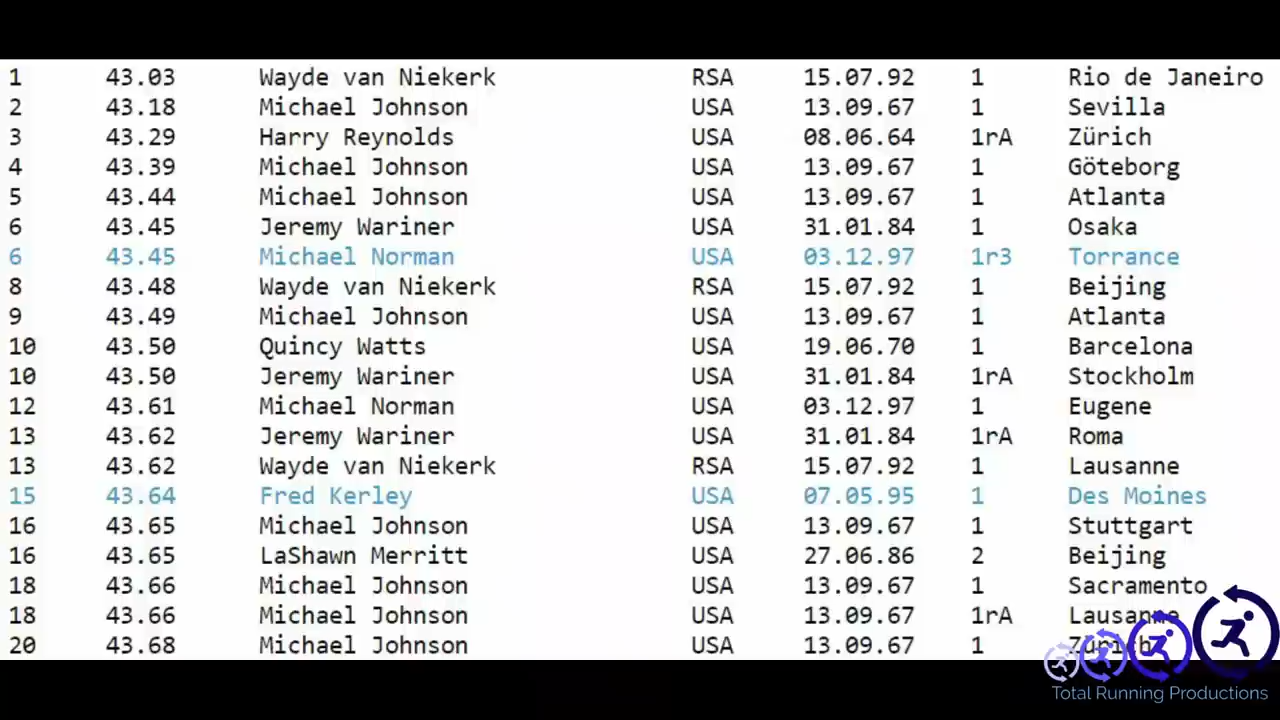 1 43.03 Wayde van Niekerk RSA 15.07.92 1 Rio de Janeiro
2 43.18 Michael Johnson USA 13.09.67 1 Sevilla
3 43.29 Harry Reynolds USA 08.06.64 1rA Zürich
4 43.39 Michael Johnson USA 13.09.67 1 Göteborg
5 43.44 Michael Johnson USA 13.09.67 1 Atlanta
6 43.45 Jeremy Wariner USA 31.01.84 1 Osaka
6 43.45 Michael Norman USA 03.12.97 1r3 Torrance
8 43.48 Wayde van Niekerk RSA 15.07.92 1 Beijing
9 43.49 Michael Johnson USA 13.09.67 1 Atlanta
10 43.50 Quincy Watts USA 19.06.70 1 Barcelona
10 43.50 Jeremy Wariner USA 31.01.84 1rA Stockholm
12 43.61 Michael Norman USA 03.12.97 1 Eugene
13 43.62 Jeremy Wariner USA 31.01.84 1rA Roma
13 43.62 Wayde van Niekerk RSA 15.07.92 1 Lausanne
15 43.64 Fred Kerley USA 07.05.95 1 Des Moines
16 43.65 Michael Johnson USA 13.09.67 1 Stuttgart
16 43.65 LaShawn Merritt USA 27.06.86 2 Beijing
18 43.66 Michael Johnson USA 13.09.67 1 Sacramento
18 43.66 Michael Johnson USA 13.09.67 1rA Lausanne
20 43.68 Michael Johnson USA 13.09.67 1 Zürich
Total Running Productions